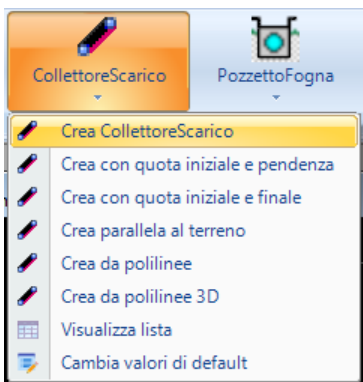 CollettoreScarico
PozzettoFogna
Crea CollettoreScarico
Crea con quota iniziale e pendenza
Crea con quota iniziale e finale
Crea parallela al terreno
Crea da polilinee
Crea da polilinee 3D
Visualizza lista
Cambia valori di default